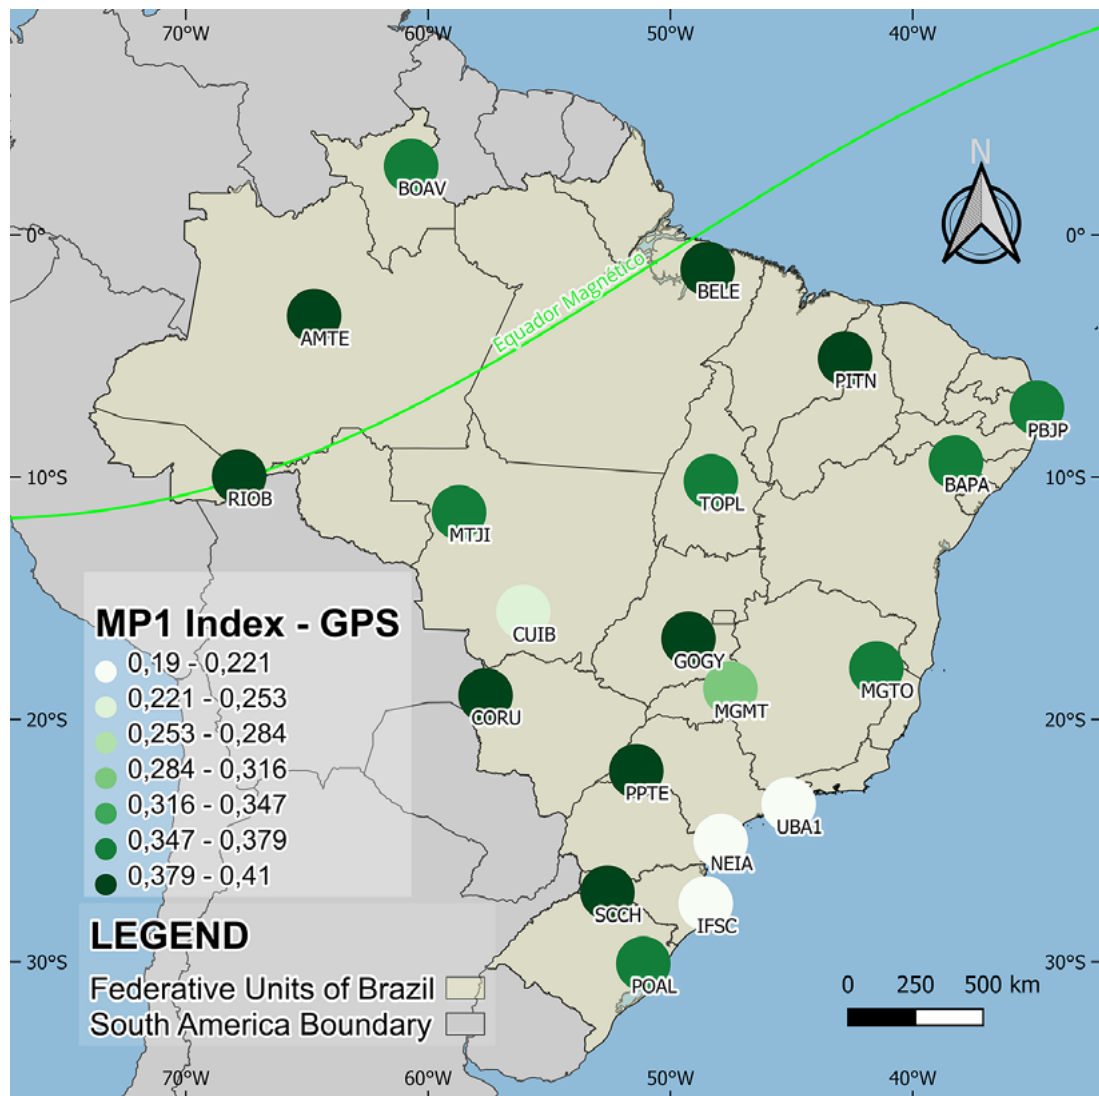 70°W 60°W 50°W 40°W
N
BOAV
0° 0°
Equador Magnético
BELE
AMTE
PITN
PBJP
10°S 10°S
RIOB
BAPA
TOPL
MTJI
MP1 Index - GPS
0,19 - 0,221
0,221 - 0,253
0,253 - 0,284
0,284 - 0,316
0,316 - 0,347
0,347 - 0,379
0,379 - 0,41
CUIB
GOGY
MGTO
MGMT
CORU
20°S 20°S
PPTE
UBA1
NEIA
SCCH
IFSC
LEGEND
Federative Units of Brazil
South America Boundary
30°S 30°S
POAL
0 250 500 km
70°W 60°W 50°W 40°W